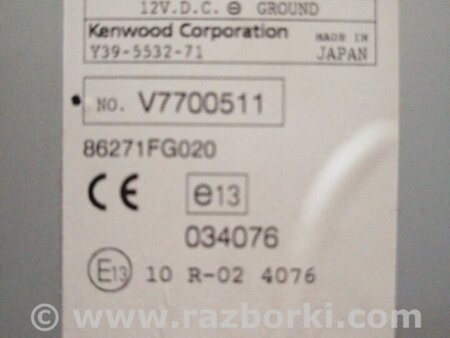 12V.D.C. ⊖ GROUND
Kenwood Corporation MADE IN
Y39-5532-71 JAPAN
NO. V7700511
86271FG020
CE e13
034076
E13 10 R-02 4076
© www.razborki.com